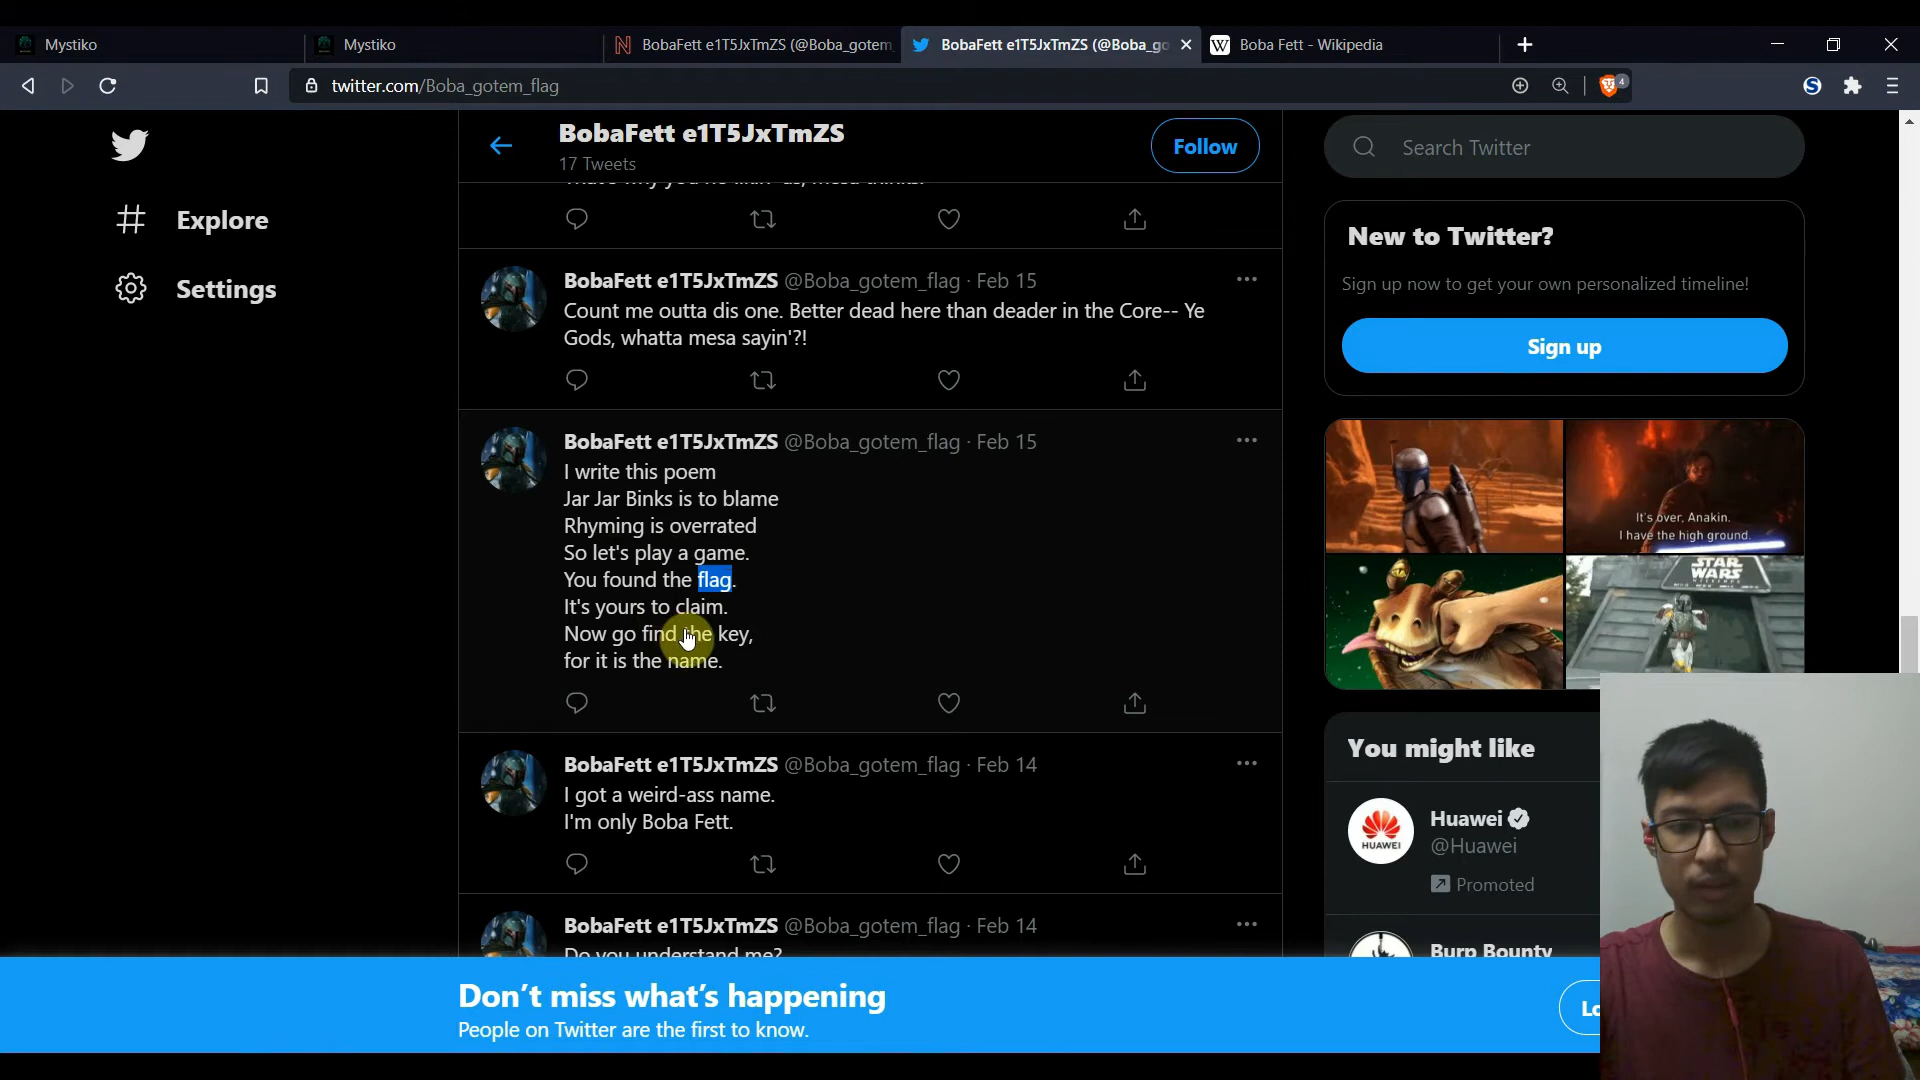 Mystiko
Mystiko
BobaFett e1T5JxTmZS (@Boba_gotem_
BobaFett e1T5JxTmZS (@Boba_go
W Boba Fett - Wikipedia
twitter.com/Boba_gotem_flag
4
BobaFett e1T5JxTmZS
17 Tweets
Follow
Explore
Settings
Search Twitter
BobaFett e1T5JxTmZS @Boba_gotem_flag · Feb 15
Count me outta dis one. Better dead here than deader in the Core-- Ye
Gods, whatta mesa sayin'?!
BobaFett e1T5JxTmZS @Boba_gotem_flag · Feb 15
I write this poem
Jar Jar Binks is to blame
Rhyming is overrated
So let's play a game.
You found the flag.
It's yours to claim.
Now go find the key,
for it is the name.
BobaFett e1T5JxTmZS @Boba_gotem_flag · Feb 14
I got a weird-ass name.
I'm only Boba Fett.
BobaFett e1T5JxTmZS @Boba_gotem_flag · Feb 14
Do you understand me?
New to Twitter?
Sign up now to get your own personalized timeline!
Sign up
It's over, Anakin.
I have the high ground.
STAR
WARS
You might like
HUAWEI
Huawei
@Huawei
Promoted
Burp Bounty
Don't miss what's happening
People on Twitter are the first to know.
Lo